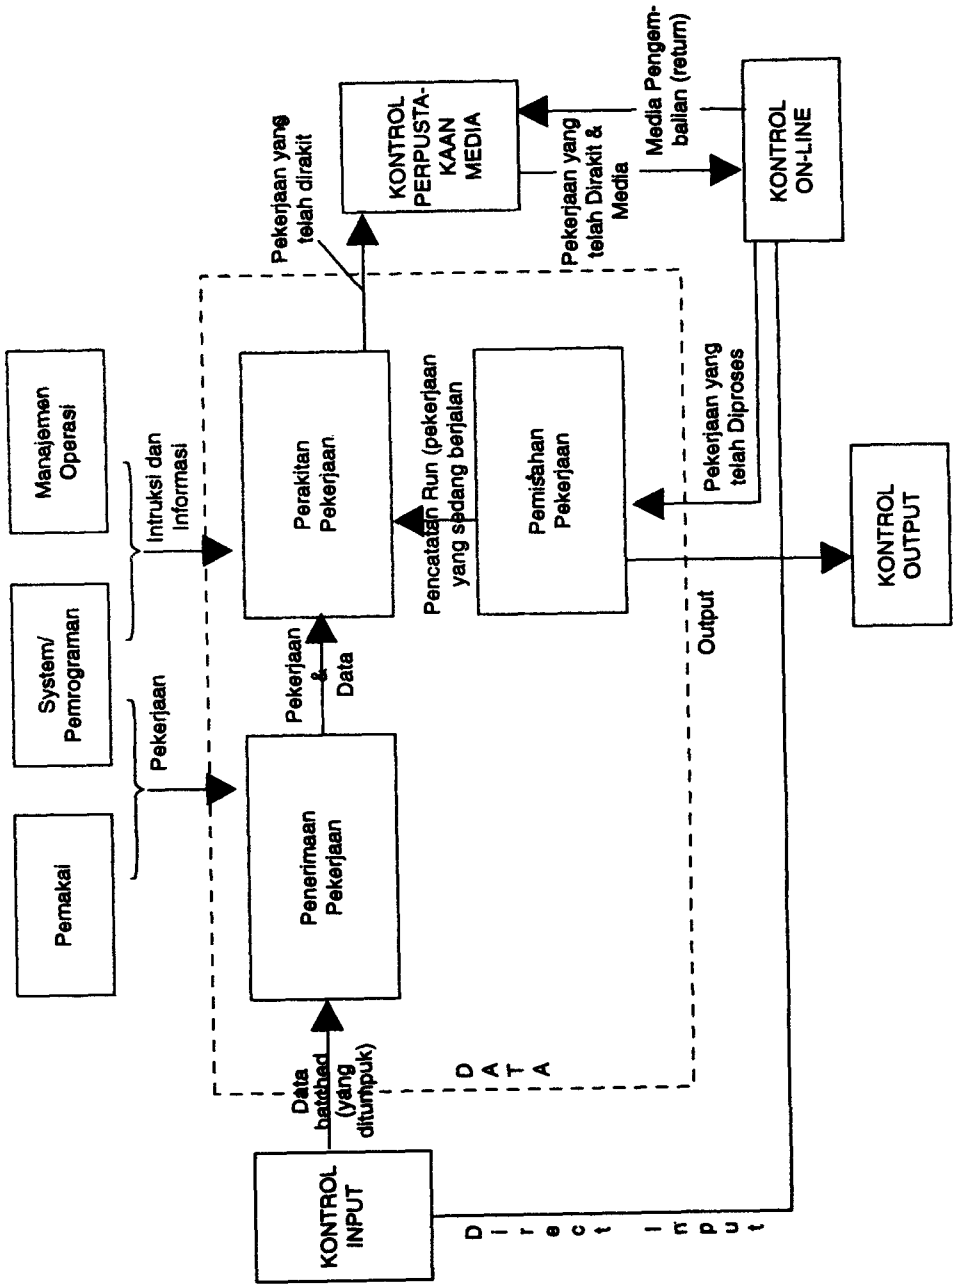 Pemakai
System/
Pemrograman
Manajemen
Operasi
Pekerjaan
Intruksi dan
Informasi
Pekerjaan yang
telah dirakit
KONTROL
INPUT
Data
batched
(yang
ditumpuk)
Penerimaan
Pekerjaan
Pekerjaan
&
Data
Perakitan
Pekerjaan
KONTROL
PERPUSTA-
KAAN
MEDIA
Pencatatan Run (pekerjaan
yang sedang berjalan
Pemisahan
Pekerjaan
D
A
T
A
Pekerjaan yang
telah Dirakit &
Media
Media Pengem-
balian (return)
Direct Input
Output
Pekerjaan yang
telah Diproses
KONTROL
ON-LINE
KONTROL
OUTPUT